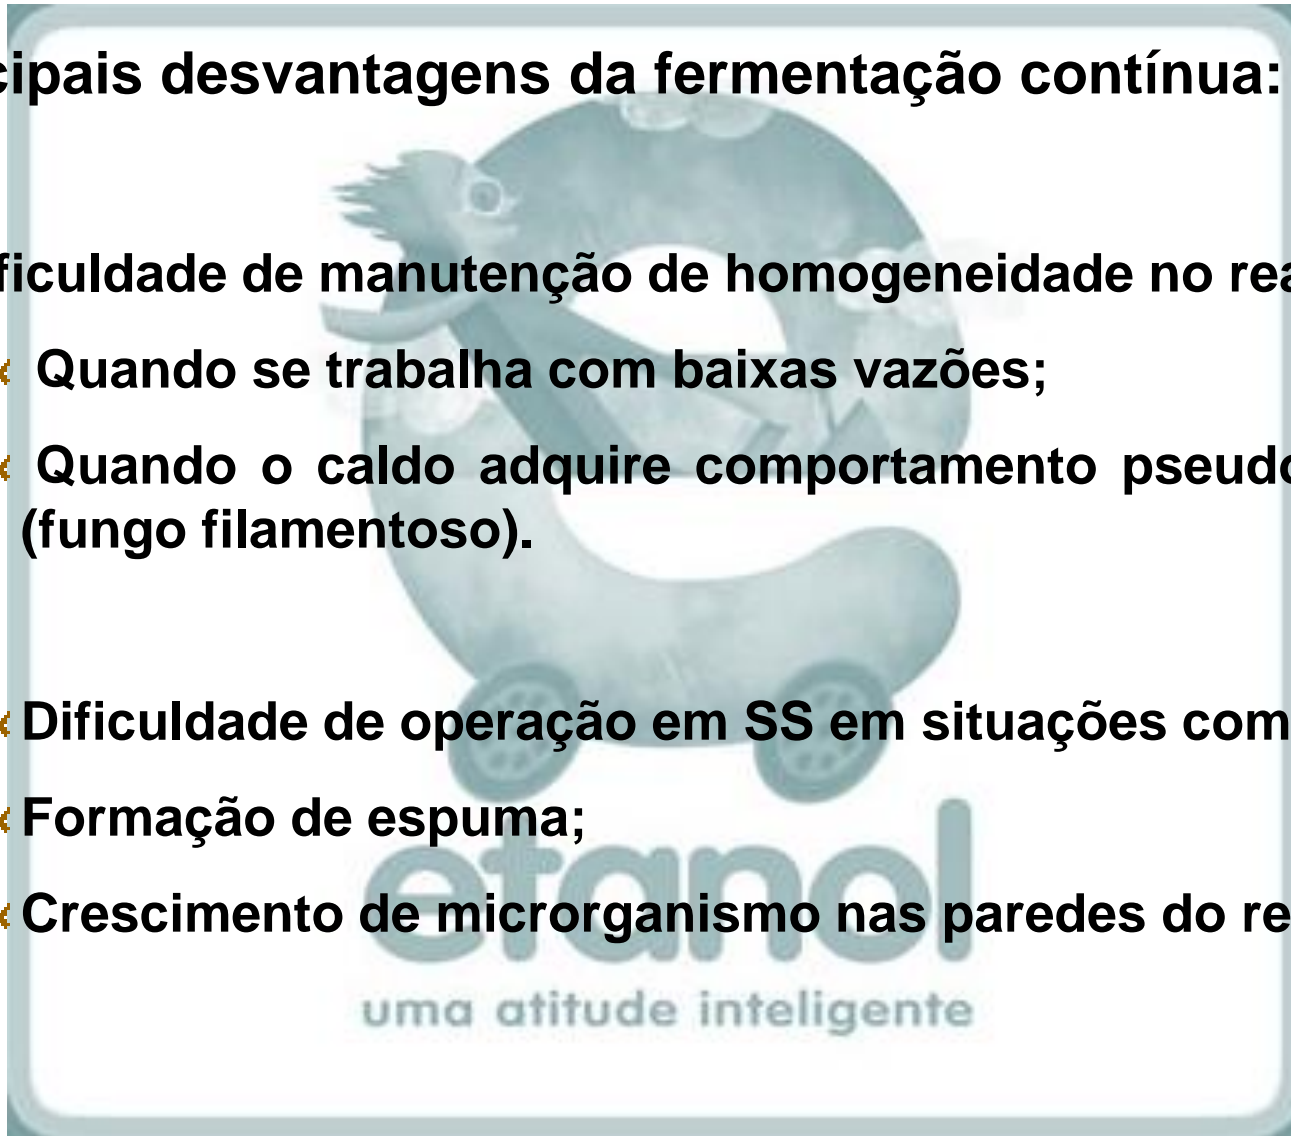 cipais desvantagens da fermentação contínua:
ficuldade de manutenção de homogeneidade no rea
Quando se trabalha com baixas vazões;
Quando o caldo adquire comportamento pseudo
(fungo filamentoso).
Dificuldade de operação em SS em situações com
Formação de espuma;
Crescimento de microrganismo nas paredes do re
etanol
uma atitude inteligente